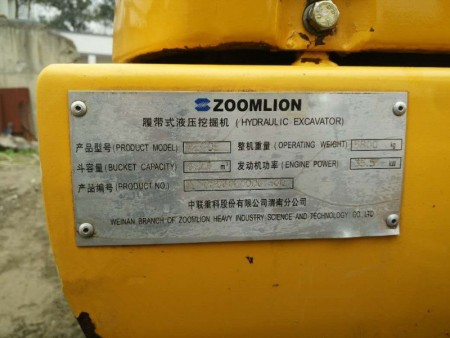 ZOOMLION
履带式液压挖掘机 (HYDRAULIC EXCAVATOR)
产品型号(PRODUCT MODEL) 整机重量(OPERATING WEIGHT) kg
斗容量(BUCKET CAPACITY) m³ 发动机功率(ENGINE POWER) kW
产品编号(PRODUCT NO.)
中联重科股份有限公司渭南分公司
WEINAN BRANCH OF ZOOMLION HEAVY INDUSTRY SCIENCE AND TECHNOLOGY CO.,LTD.